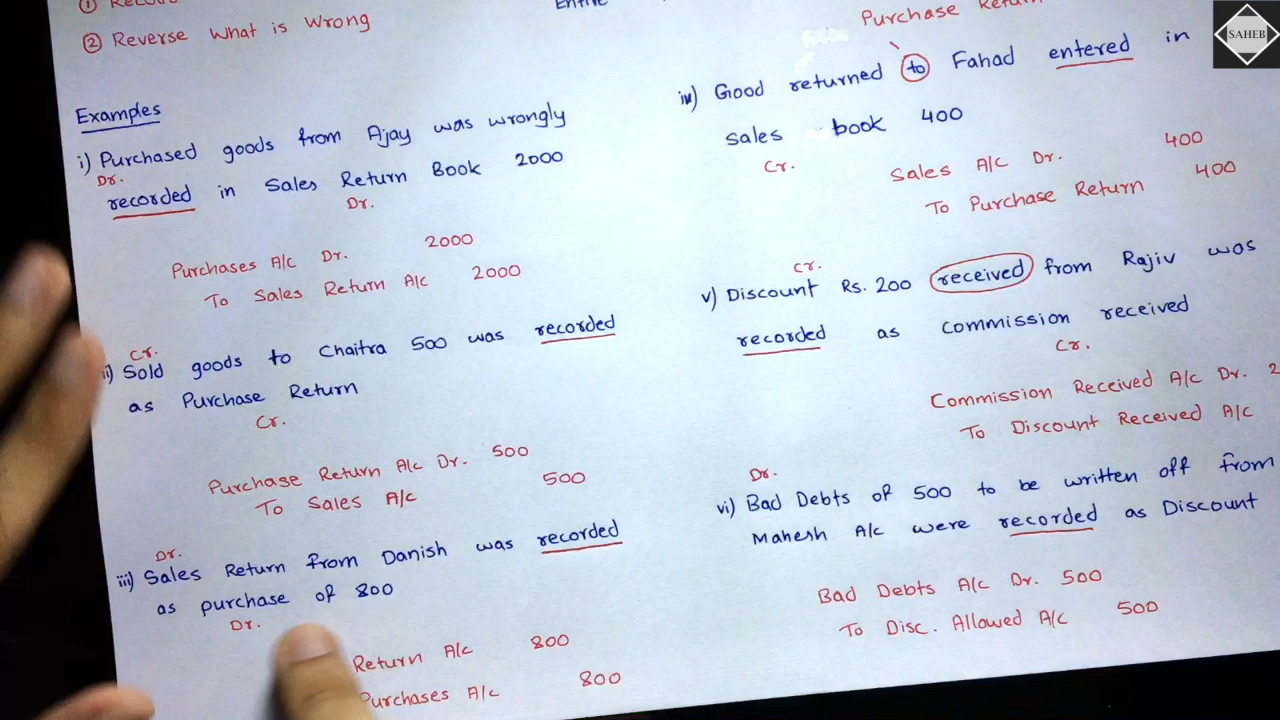 ② Reverse What is Wrong
Examples
i) Purchased goods from Ajay was wrongly
Dr.
recorded in Sales Return Book 2000
Dr.
Purchases A/c Dr. 2000
To Sales Return A/c 2000
Cr.
ii) Sold goods to Chaitra 500 was recorded
as Purchase Return
Cr.
Purchase Return A/c Dr. 500
To Sales A/c 500
Dr.
iii) Sales Return from Danish was recorded
as purchase of 800
Dr.
Return A/c 800
Purchases A/c 800
Purchase
iv) Good returned to Fahad entered in
sales book 400
Cr.
Sales A/c Dr. 400
To Purchase Return 400
Cr.
v) Discount Rs. 200 received from Rajiv was
recorded as commission received
Cr.
Commission Received A/c Dr.
To Discount Received A/c
Dr.
vi) Bad Debts of 500 to be written off from
Mahesh A/c were recorded as Discount
Bad Debts A/c Dr. 500
To Disc. Allowed A/c 500
SAHEB